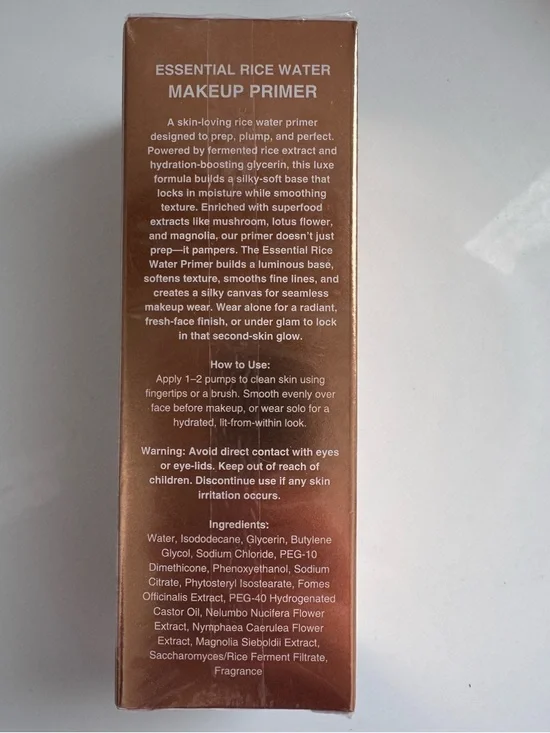 ESSENTIAL RICE WATER
MAKEUP PRIMER
A skin-loving rice water primer
designed to prep, plump, and perfect.
Powered by fermented rice extract and
hydration-boosting glycerin, this luxe
formula builds a silky-soft base that
locks in moisture while smoothing
texture. Enriched with superfood
extracts like mushroom, lotus flower,
and magnolia, our primer doesn't just
prep—it pampers. The Essential Rice
Water Primer builds a luminous base,
softens texture, smooths fine lines, and
creates a silky canvas for seamless
makeup wear. Wear alone for a radiant,
fresh-face finish, or under glam to lock
in that second-skin glow.
How to Use:
Apply 1–2 pumps to clean skin using
fingertips or a brush. Smooth evenly over
face before makeup, or wear solo for a
hydrated, lit-from-within look.
Warning: Avoid direct contact with eyes
or eye-lids. Keep out of reach of
children. Discontinue use if any skin
irritation occurs.
Ingredients:
Water, Isododecane, Glycerin, Butylene
Glycol, Sodium Chloride, PEG-10
Dimethicone, Phenoxyethanol, Sodium
Citrate, Phytosteryl Isostearate, Fomes
Officinalis Extract, PEG-40 Hydrogenated
Castor Oil, Nelumbo Nucifera Flower
Extract, Nymphaea Caerulea Flower
Extract, Magnolia Sieboldii Extract,
Saccharomyces/Rice Ferment Filtrate,
Fragrance